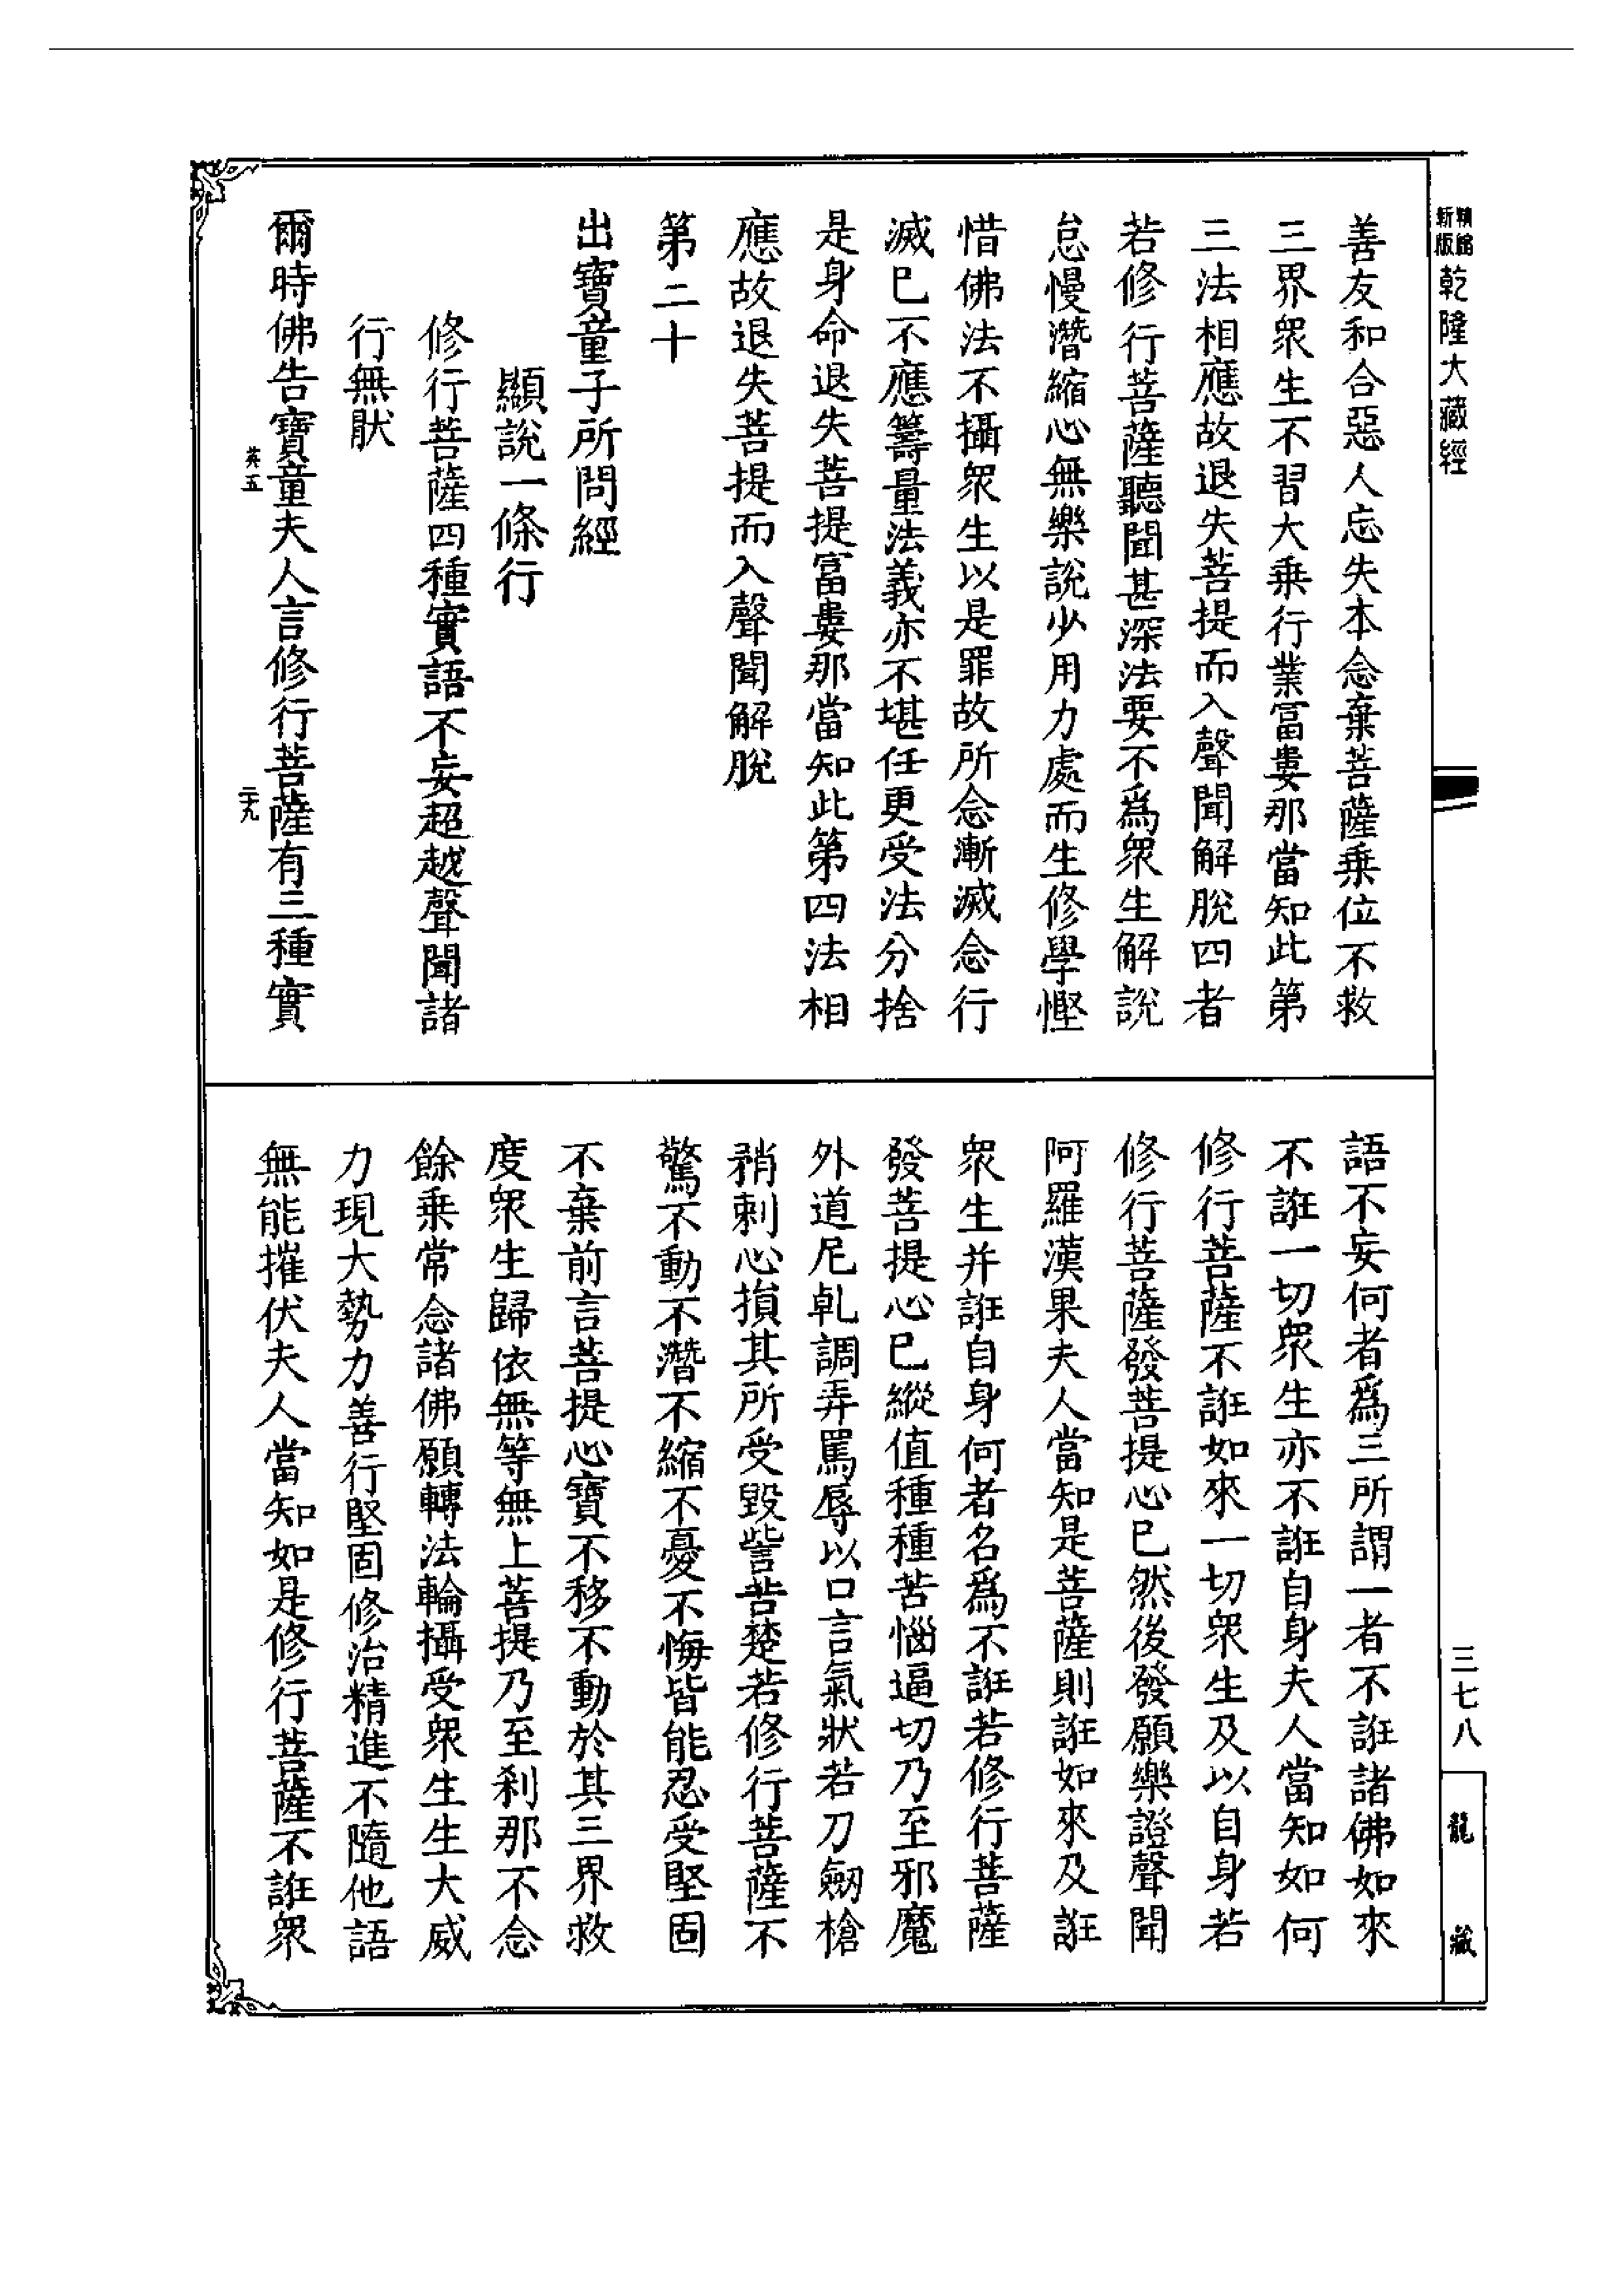 乾隆大藏經
善友和合惡人忘失本念棄菩薩乗位不救
三界衆生不習大乗行業冨婁那當知此第
三法相應故退失菩提而入聲聞解脫四者
若修行菩薩聽聞甚深法要不爲衆生解說
怠慢潛縮心無樂說少用力處而生修學慳
惜佛法不攝衆生以是罪故所念漸滅念行
滅已不應籌量法義亦不堪任更受法分捨
是身命退失菩提冨婁那當知此第四法相
應故退失菩提而入聲聞解脫
第二十
出寶童子所問經
顯說一條行
修行菩薩四種實語不妄超越聲聞諸
行無猒
爾時佛告寶童夫人言修行菩薩有三種實
英五
二十九
語不妄何者爲三所謂一者不誑諸佛如來
不誑一切衆生亦不誑自身夫人當知如何
修行菩薩不誑如來一切衆生及以自身若
修行菩薩發菩提心已然後發願樂證聲聞
阿羅漢果夫人當知是菩薩則誑如來及誑
衆生并誑自身何者名爲不誑若修行菩薩
發菩提心已縱值種種苦惱逼切乃至邪魔
外道尼乹調弄罵辱以口言氣狀若刀劔槍
矟刺心損其所受毀訾苦楚若修行菩薩不
驚不動不潛不縮不憂不悔皆能忍受堅固
不棄前言菩提心寶不移不動於其三界救
度衆生歸依無等無上菩提乃至刹那不念
餘乗常念諸佛願轉法輪攝受衆生生大威
力現大勢力善行堅固修治精進不隨他語
無能摧伏夫人當知如是修行菩薩不誑衆
三七八
龍藏